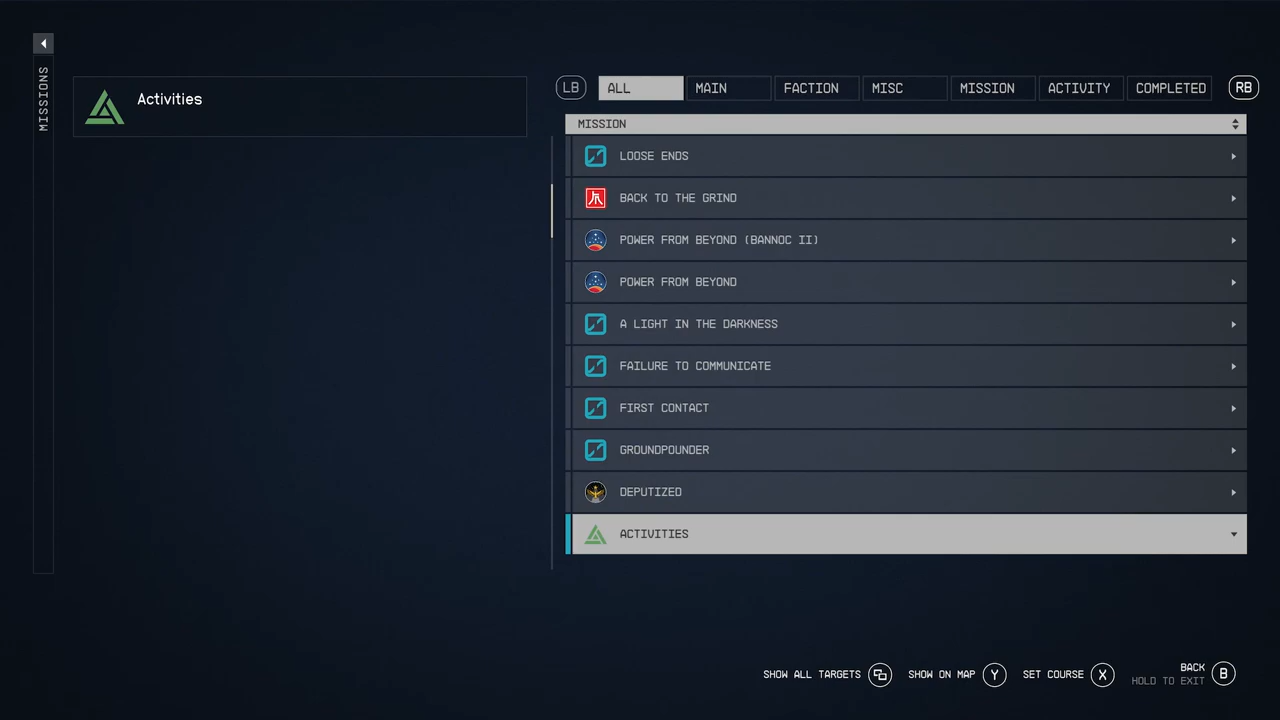 MISSIONS
Activities
LB
ALL
MAIN
FACTION
MISC
MISSION
ACTIVITY
COMPLETED
RB
MISSION
LOOSE ENDS
BACK TO THE GRIND
POWER FROM BEYOND (BANNOC II)
POWER FROM BEYOND
A LIGHT IN THE DARKNESS
FAILURE TO COMMUNICATE
FIRST CONTACT
GROUNDPOUNDER
DEPUTIZED
ACTIVITIES
SHOW ALL TARGETS
SHOW ON MAP Y
SET COURSE X
BACK B
HOLD TO EXIT